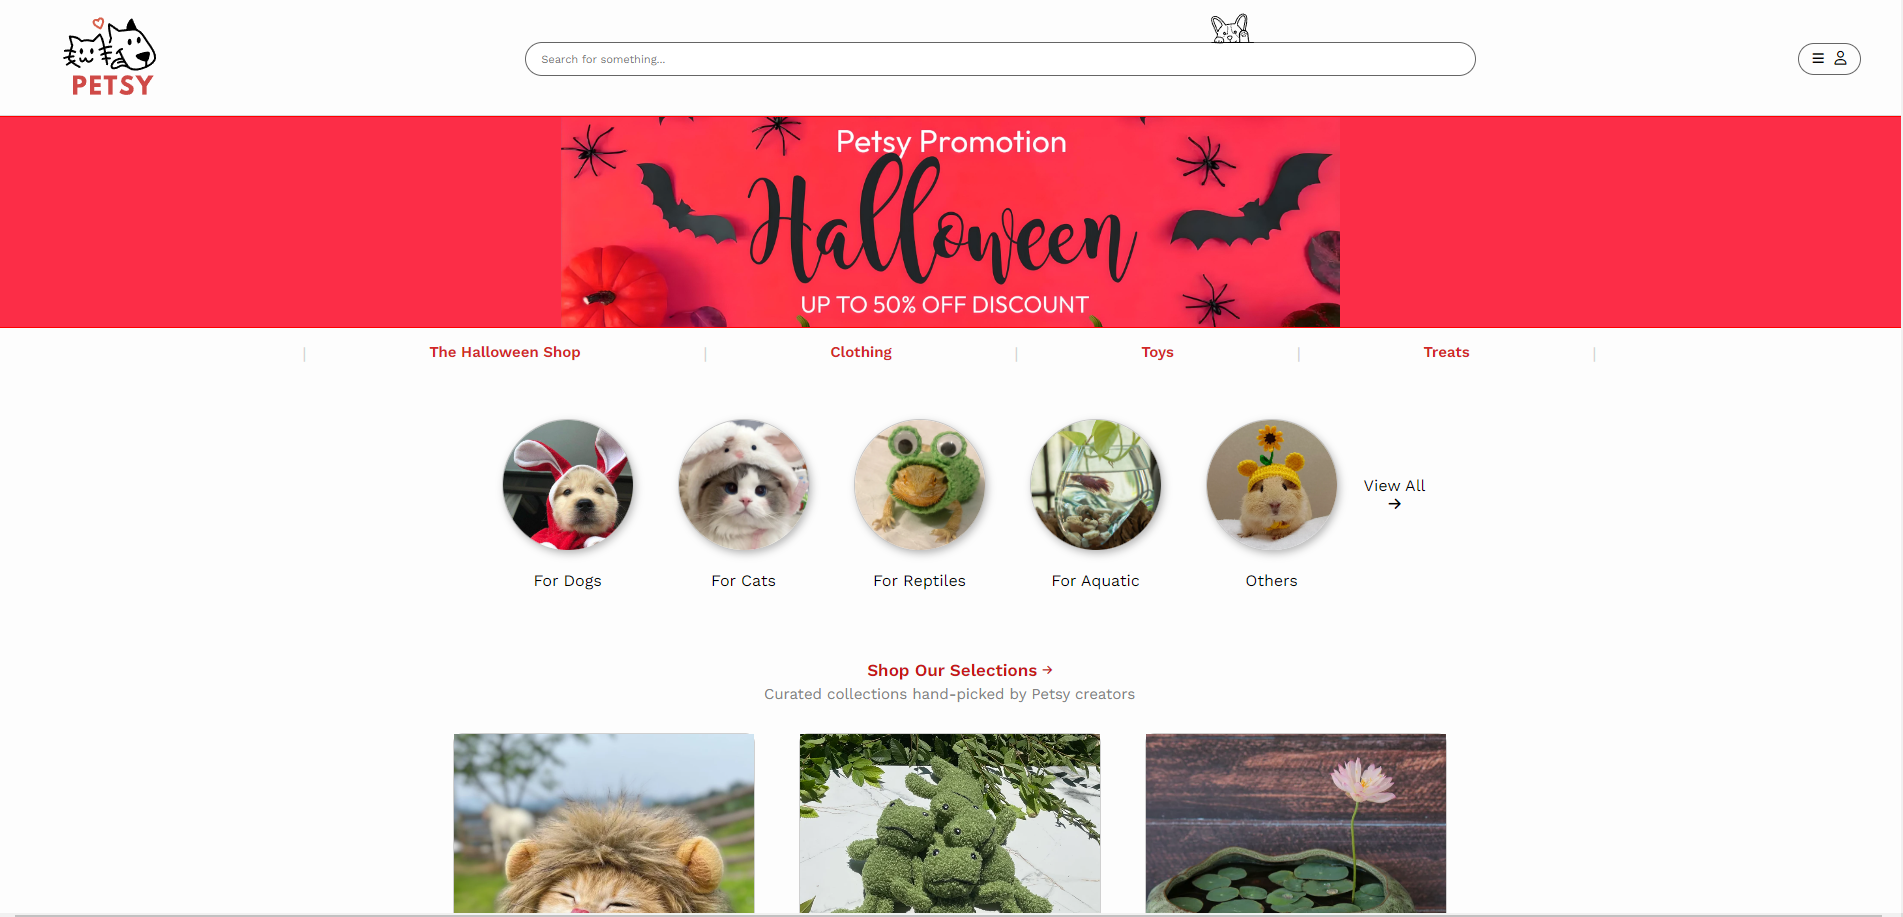 PETSY
Search for something...
Petsy Promotion
Halloween
UP TO 50% OFF DISCOUNT
The Halloween Shop
Clothing
Toys
Treats
For Dogs
For Cats
For Reptiles
For Aquatic
Others
View All
Shop Our Selections →
Curated collections hand-picked by Petsy creators